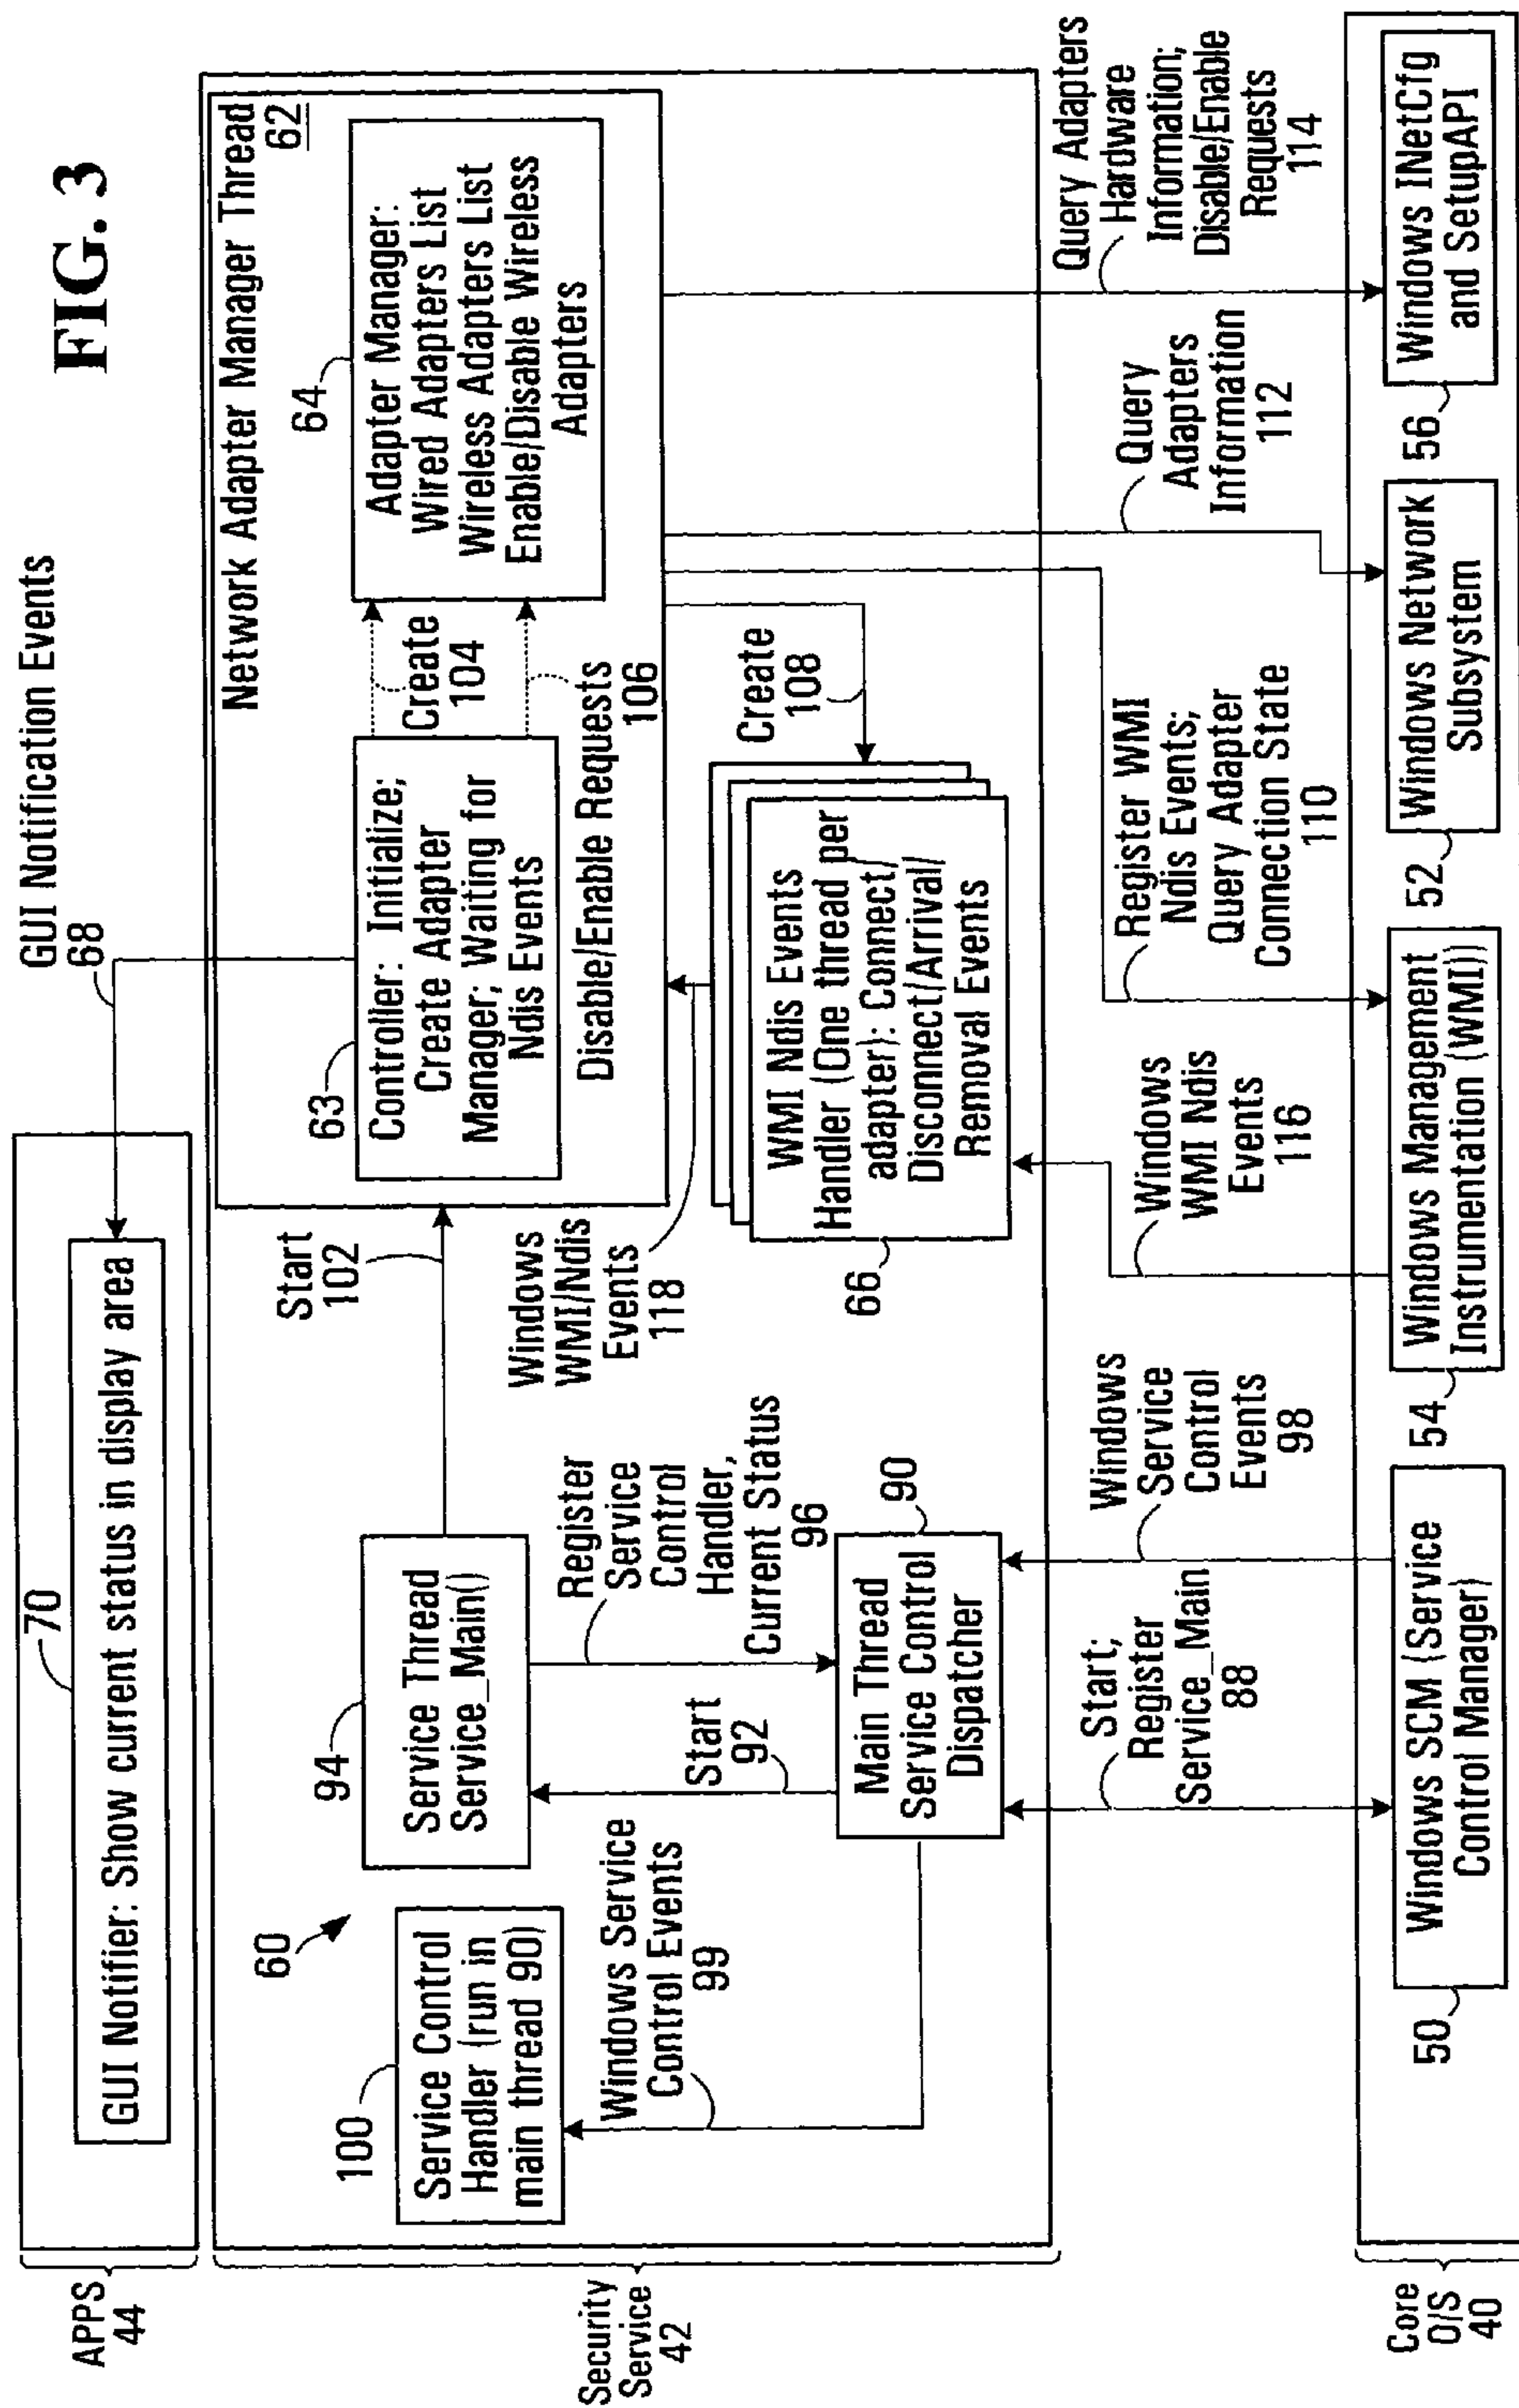 FIG. 3
APPS
44
70
GUI Notifier: Show current status in display area
GUI Notification Events
68
Security
Service
42
60
100
Service Control
Handler (run in
main thread 90)
94
Service Thread
Service_Main()
Start
102
Network Adapter Manager Thread
62
63
Controller: Initialize;
Create Adapter
Manager; Waiting for
Ndis Events
Create
104
64
Adapter Manager:
Wired Adapters List
Wireless Adapters List
Enable/Disable Wireless
Adapters
Disable/Enable Requests
106
Windows Service
Control Events
99
Start
92
Register
Service
Control
Handler,
Current Status
96
Windows
WMI/Ndis
Events
118
Create
108
Main Thread
Service Control
Dispatcher
90
66
WMI Ndis Events
Handler (One thread per
adapter): Connect/
Disconnect/Arrival/
Removal Events
Start;
Register
Service_Main
88
Windows
Service
Control
Events
98
Windows
WMI Ndis
Events
116
Register WMI
Ndis Events;
Query Adapter
Connection State
110
Query
Adapters
Information
112
Query Adapters
Hardware
Information;
Disable/Enable
Requests
114
Core
O/S
40
50
Windows SCM (Service
Control Manager)
54
Windows Management
Instrumentation (WMI))
52
Windows Network
Subsystem
56
Windows INetCfg
and SetupAPI